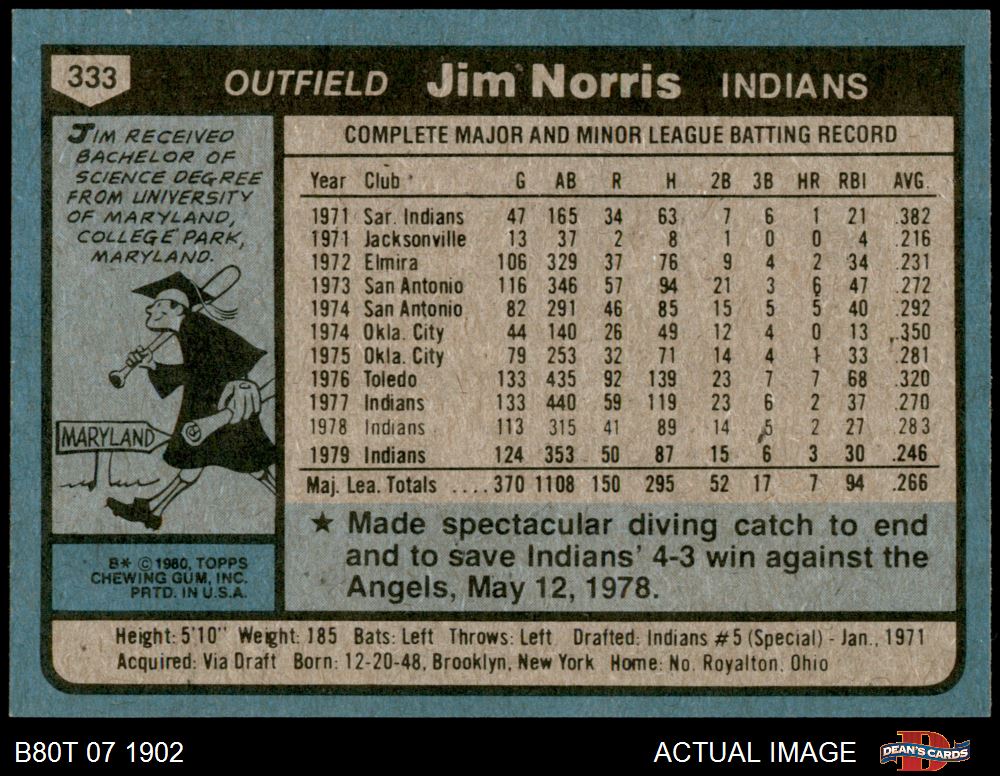 333 OUTFIELD Jim Norris INDIANS
JIM RECEIVED
BACHELOR OF
SCIENCE DEGREE
FROM UNIVERSITY
OF MARYLAND,
COLLEGE PARK,
MARYLAND.
MARYLAND
B* © 1980, TOPPS
CHEWING GUM, INC.
PRTD. IN U.S.A.
COMPLETE MAJOR AND MINOR LEAGUE BATTING RECORD
Year Club G AB R H 2B 3B HR RBI AVG.
1971 Sar. Indians 47 165 34 63 7 6 1 21 .382
1971 Jacksonville 13 37 2 8 1 0 0 4 .216
1972 Elmira 106 329 37 76 9 4 2 34 .231
1973 San Antonio 116 346 57 94 21 3 6 47 .272
1974 San Antonio 82 291 46 85 15 5 5 40 .292
1974 Okla. City 44 140 26 49 12 4 0 13 .350
1975 Okla. City 79 253 32 71 14 4 1 33 .281
1976 Toledo 133 435 92 139 23 7 7 68 .320
1977 Indians 133 440 59 119 23 6 2 37 .270
1978 Indians 113 315 41 89 14 5 2 27 .283
1979 Indians 124 353 50 87 15 6 3 30 .246
Maj. Lea. Totals ....370 1108 150 295 52 17 7 94 .266
★ Made spectacular diving catch to end
and to save Indians' 4-3 win against the
Angels, May 12, 1978.
Height: 5'10" Weight: 185 Bats: Left Throws: Left Drafted: Indians #5 (Special) - Jan., 1971
Acquired: Via Draft Born: 12-20-48, Brooklyn, New York Home: No. Royalton, Ohio
B80T 07 1902 ACTUAL IMAGE D DEAN'S CARDS